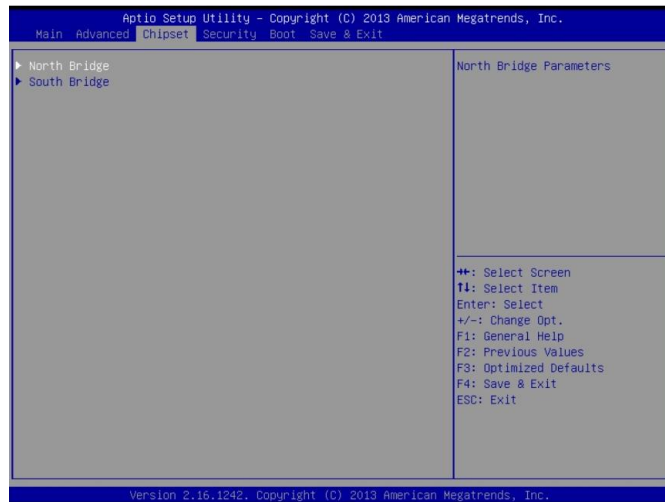 Aptio Setup Utility – Copyright (C) 2013 American Megatrends, Inc.
Main Advanced Chipset Security Boot Save & Exit
▶ North Bridge
▶ South Bridge
North Bridge Parameters
→←: Select Screen
↑↓: Select Item
Enter: Select
+/-: Change Opt.
F1: General Help
F2: Previous Values
F3: Optimized Defaults
F4: Save & Exit
ESC: Exit
Version 2.16.1242. Copyright (C) 2013 American Megatrends, Inc.